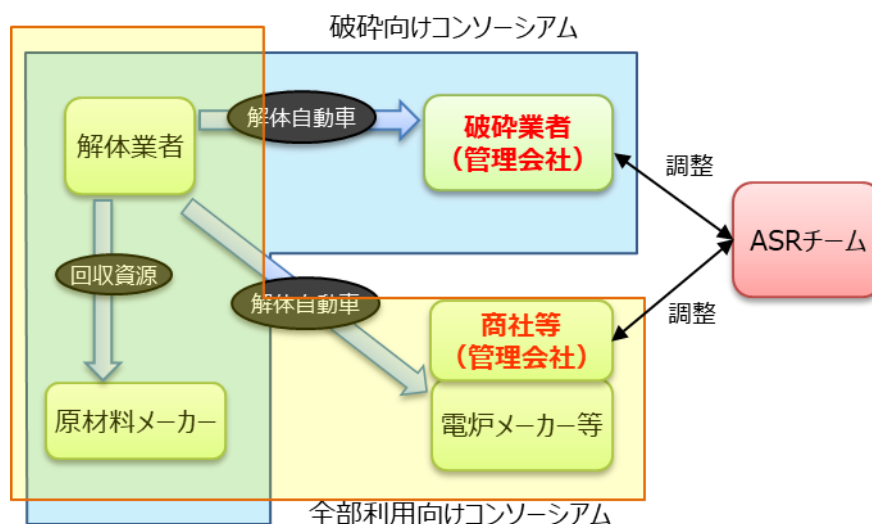 破砕向けコンソーシアム
解体業者
解体自動車
破砕業者
（管理会社）
調整
ASRチーム
回収資源
解体自動車
商社等
（管理会社）
調整
原材料メーカー
電炉メーカー等
全部利用向けコンソーシアム